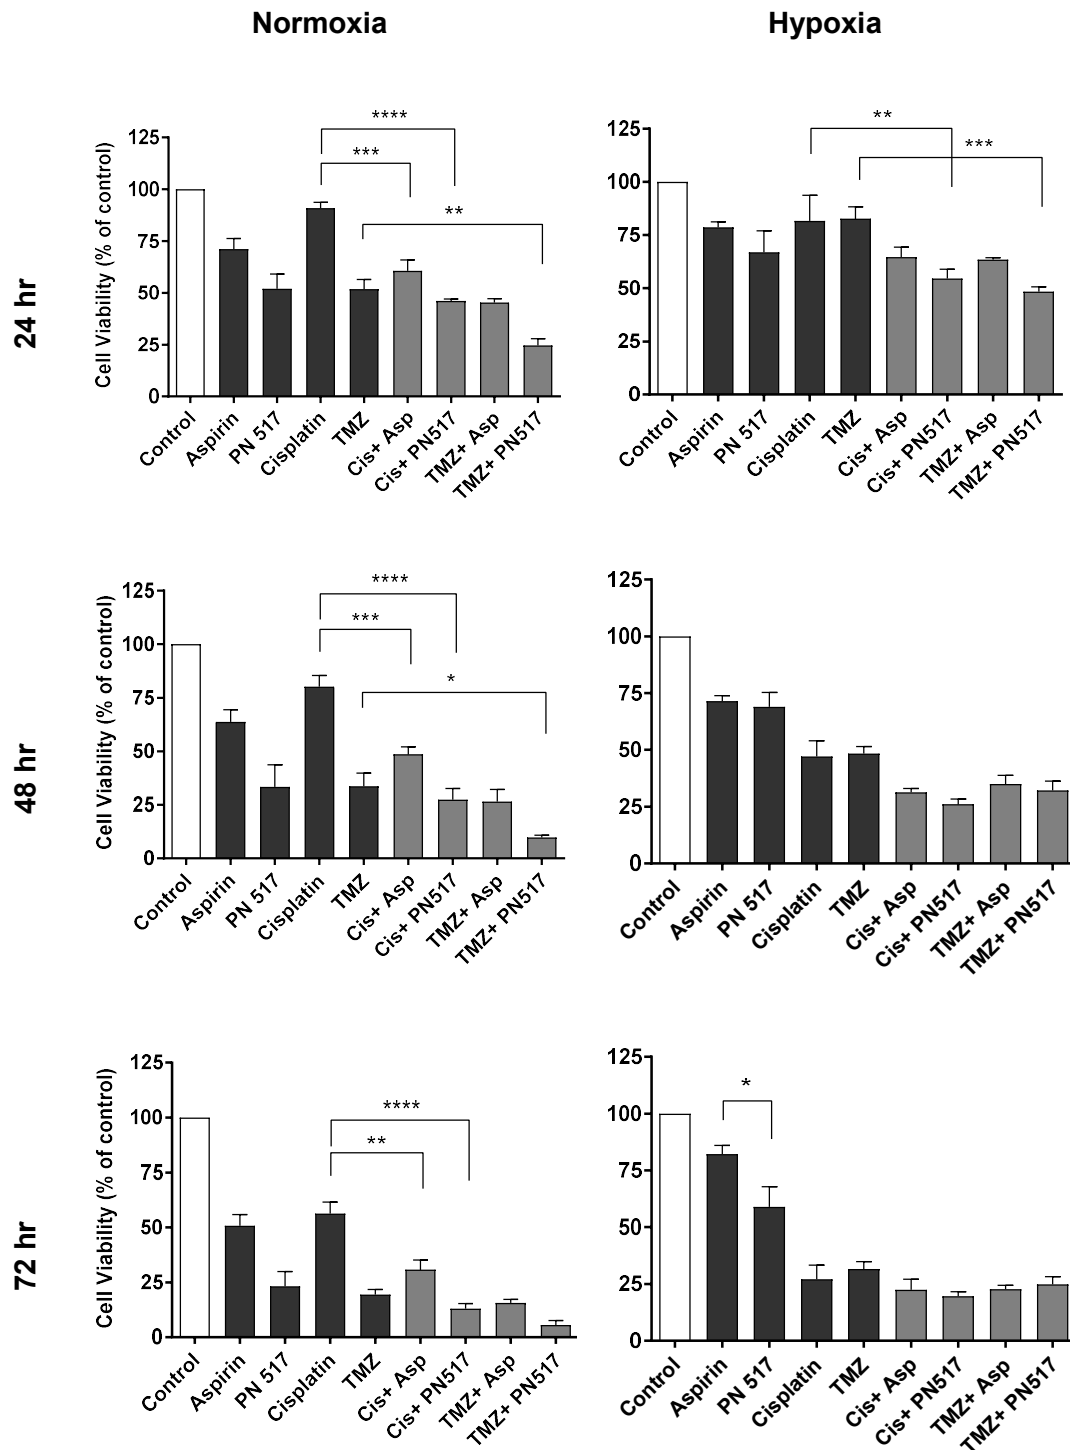 Normoxia
Hypoxia
24 hr
Cell Viability (% of control)
125
100
75
50
25
0
****
***
**
Control
Aspirin
PN 517
Cisplatin
TMZ
Cis+ Asp
Cis+ PN517
TMZ+ Asp
TMZ+ PN517
125
100
75
50
25
0
**
***
Control
Aspirin
PN 517
Cisplatin
TMZ
Cis+ Asp
Cis+ PN517
TMZ+ Asp
TMZ+ PN517
48 hr
Cell Viability (% of control)
125
100
75
50
25
0
****
***
*
Control
Aspirin
PN 517
Cisplatin
TMZ
Cis+ Asp
Cis+ PN517
TMZ+ Asp
TMZ+ PN517
125
100
75
50
25
0
Control
Aspirin
PN 517
Cisplatin
TMZ
Cis+ Asp
Cis+ PN517
TMZ+ Asp
TMZ+ PN517
72 hr
Cell Viability (% of control)
125
100
75
50
25
0
****
**
Control
Aspirin
PN 517
Cisplatin
TMZ
Cis+ Asp
Cis+ PN517
TMZ+ Asp
TMZ+ PN517
125
100
75
50
25
0
*
Control
Aspirin
PN 517
Cisplatin
TMZ
Cis+ Asp
Cis+ PN517
TMZ+ Asp
TMZ+ PN517